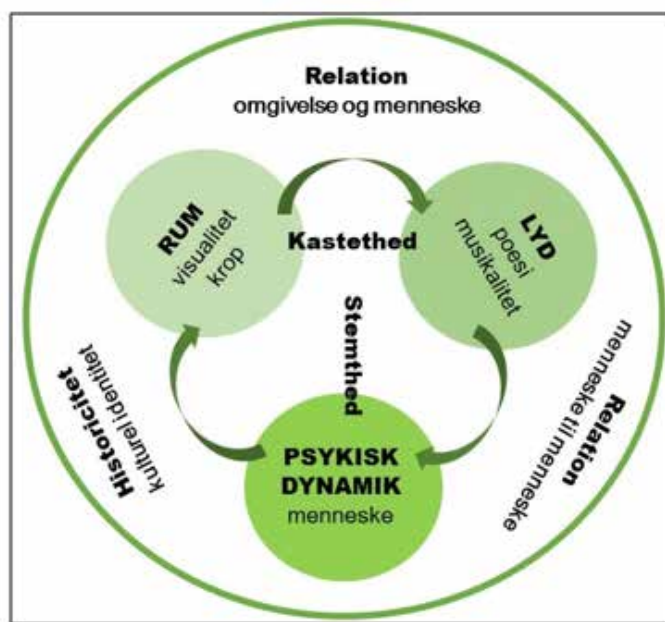 Relation
omgivelse og menneske
RUM
visualitet
krop
Kastethed
LYD
poesi
musikalitet
Stemthed
Historicitet
kulturel identitet
Relation
menneske til menneske
PSYKISK
DYNAMIK
menneske